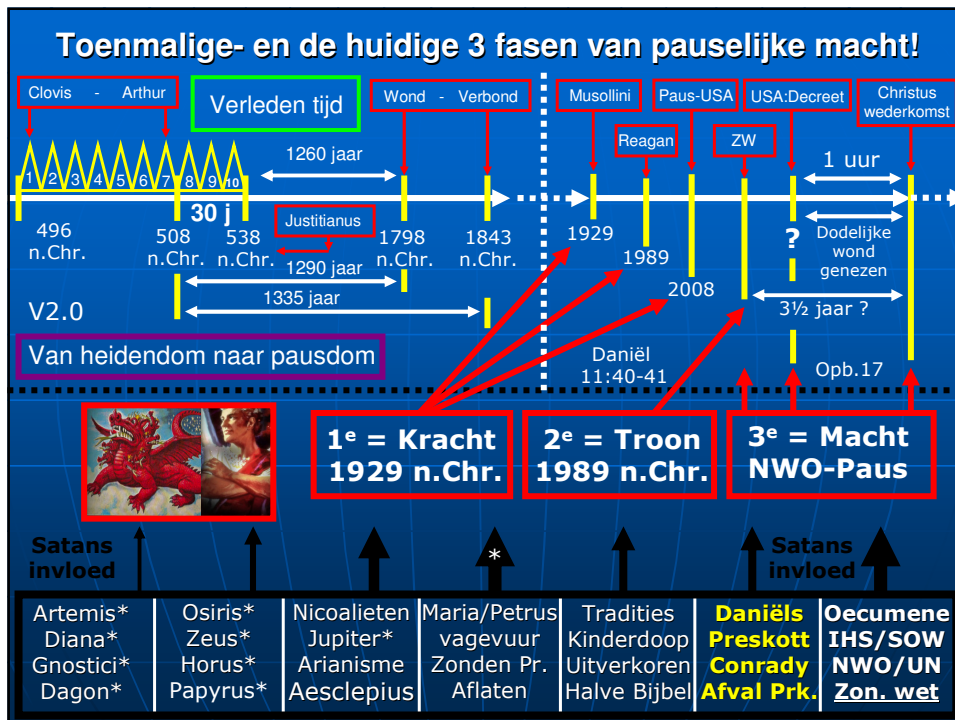 Toenmalige- en de huidige 3 fasen van pauselijke macht!
Clovis - Arthur
Verleden tijd
Wond - Verbond
Musollini
Paus-USA
USA:Decreet
Christus
wederkomst
Reagan
ZW
1 2 3 4 5 6 7 8 9 10
1260 jaar
1 uur
30 j
Justitianus
496
n.Chr.
508
n.Chr.
538
n.Chr.
1798
n.Chr.
1843
n.Chr.
1929
1989
2008
?
Dodelijke
wond
genezen
1290 jaar
1335 jaar
3½ jaar ?
V2.0
Van heidendom naar pausdom
Daniël
11:40-41
Opb.17
1e = Kracht
1929 n.Chr.
2e = Troon
1989 n.Chr.
3e = Macht
NWO-Paus
Satans
invloed
*
Satans
invloed
Artemis*
Diana*
Gnostici*
Dagon*
Osiris*
Zeus*
Horus*
Papyrus*
Nicoalieten
Jupiter*
Arianisme
Aesclepius
Maria/Petrus
vagevuur
Zonden Pr.
Aflaten
Tradities
Kinderdoop
Uitverkoren
Halve Bijbel
Daniëls
Preskott
Conrady
Afval Prk.
Oecumene
IHS/SOW
NWO/UN
Zon. wet